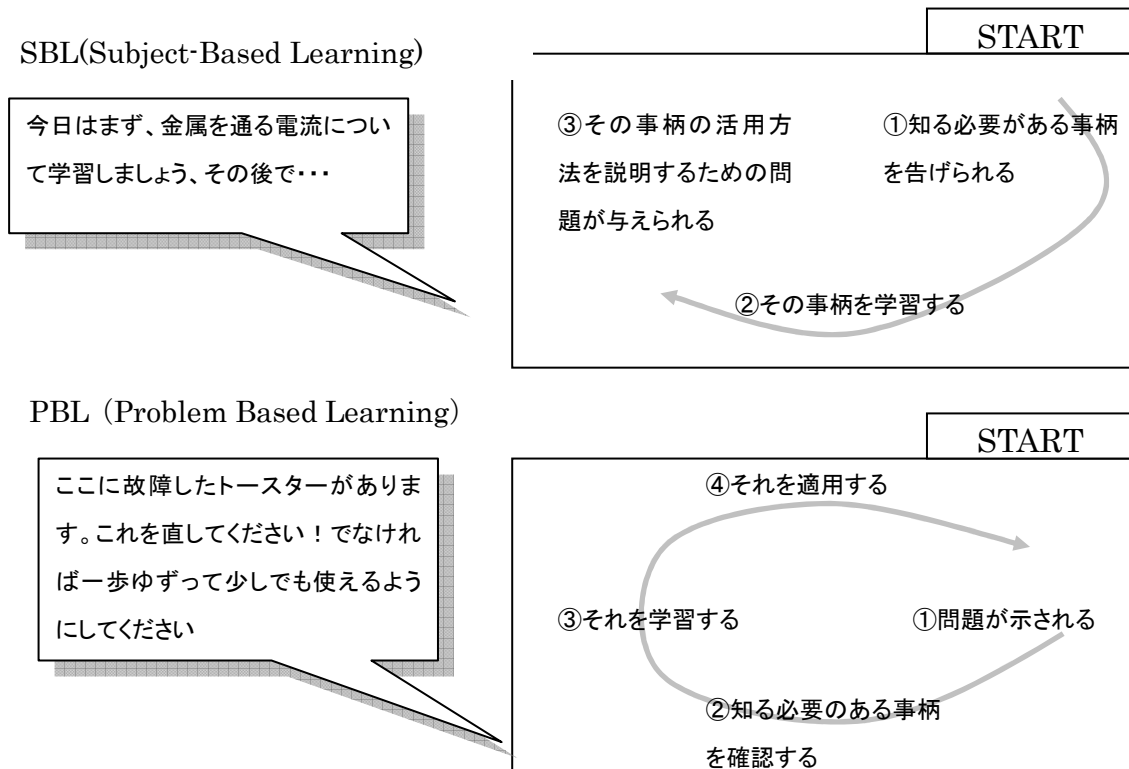 SBL(Subject-Based Learning)
START
今日はまず、金属を通る電流につい
て学習しましょう、その後で・・・
③その事柄の活用方
法を説明するための問
題が与えられる
①知る必要がある事柄
を告げられる
②その事柄を学習する
PBL（Problem Based Learning）
START
ここに故障したトースターがありま
す。これを直してください！でなけれ
ば一歩ゆずって少しでも使えるよう
にしてください
④それを適用する
③それを学習する
①問題が示される
②知る必要のある事柄
を確認する